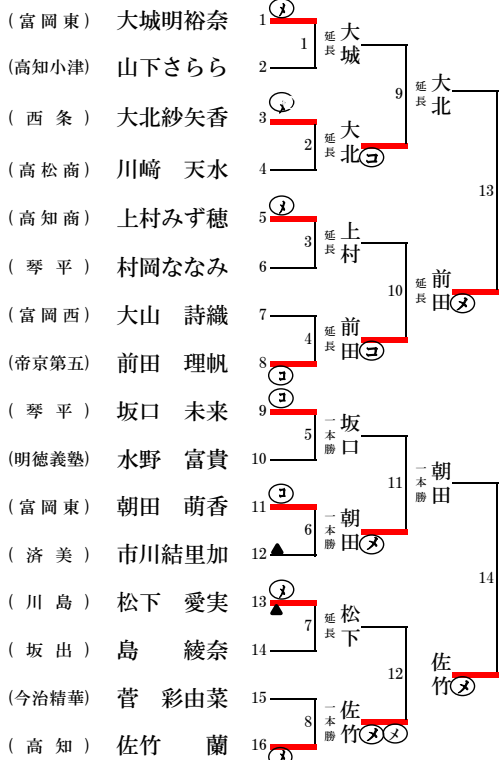 (富岡東) 大城明裕奈 1 メ
(高知小津) 山下さらら 2
(西条) 大北紗矢香 3 メ
(高松商) 川﨑 天水 4
(高知商) 上村みず穂 5 メ
(琴平) 村岡ななみ 6
(富岡西) 大山 詩織 7
(帝京第五) 前田 理帆 8 コ
(琴平) 坂口 未来 9 コ
(明徳義塾) 水野 富貴 10
(富岡東) 朝田 萌香 11 コ
(済美) 市川結里加 12 ▲
(川島) 松下 愛実 13 メ ▲
(坂出) 島 綾奈 14
(今治精華) 菅 彩由菜 15
(高知) 佐竹 蘭 16 メ
1 延長 大城
2 延長 大北 コ
3 延長 上村
4 延長 前田 コ
5 一本勝 坂口
6 一本勝 朝田 メ
7 延長 松下
8 一本勝 佐竹 メ メ
9 延長 大北
10 延長 前田 メ
11 一本勝 朝田
12 佐竹 メ
13
14